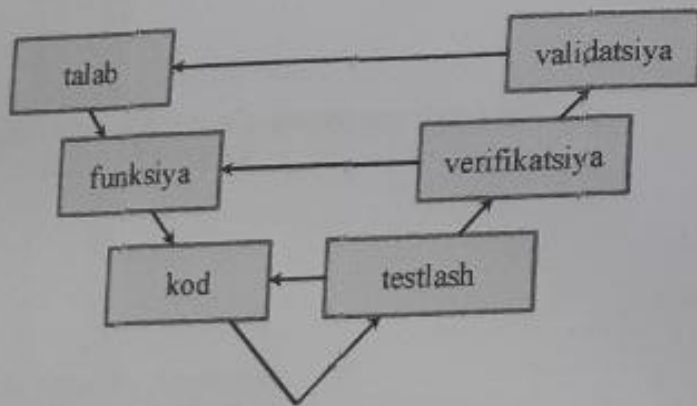 talab
validatsiya
funksiya
verifikatsiya
kod
testlash